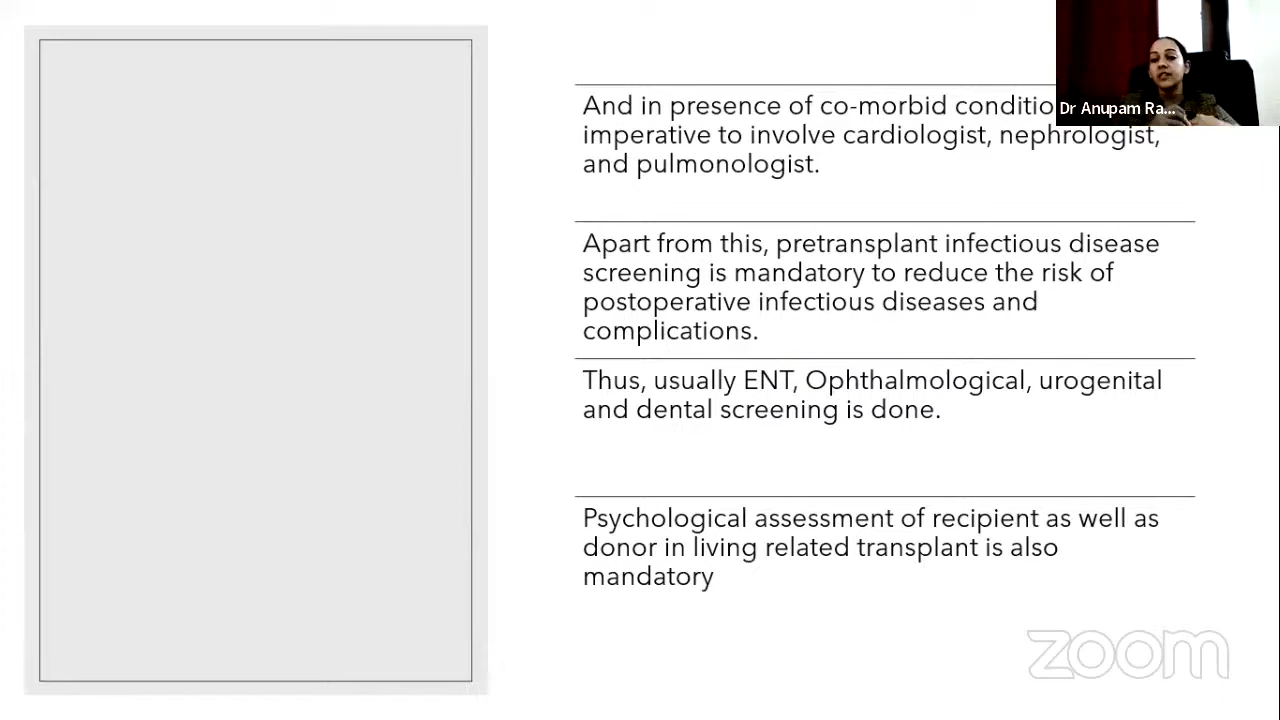 And in presence of co-morbid conditio
imperative to involve cardiologist, nephrologist,
and pulmonologist.
Apart from this, pretransplant infectious disease
screening is mandatory to reduce the risk of
postoperative infectious diseases and
complications.
Thus, usually ENT, Ophthalmological, urogenital
and dental screening is done.
Psychological assessment of recipient as well as
donor in living related transplant is also
mandatory
Dr Anupam Ra...
zoom